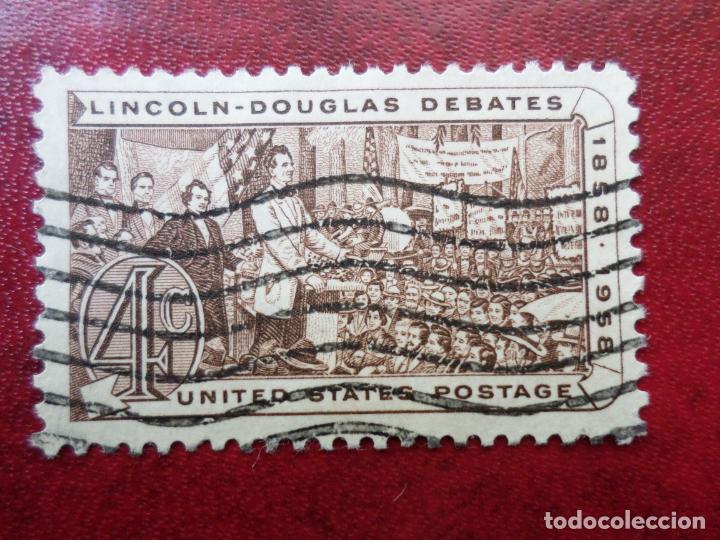 LINCOLN-DOUGLAS DEBATES
1858 · 1958
4c
UNITED STATES POSTAGE
todocoleccion